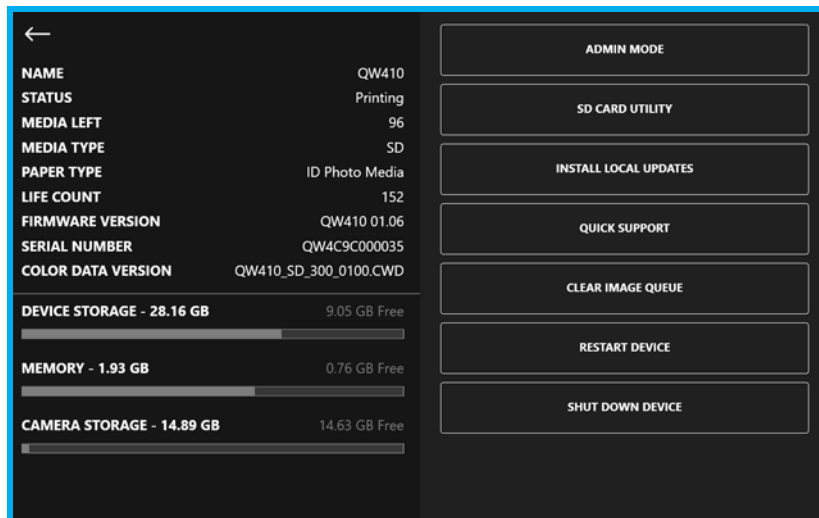 NAME QW410
STATUS Printing
MEDIA LEFT 96
MEDIA TYPE SD
PAPER TYPE ID Photo Media
LIFE COUNT 152
FIRMWARE VERSION QW410 01.06
SERIAL NUMBER QW4C9C000035
COLOR DATA VERSION QW410_SD_300_0100.CWD
DEVICE STORAGE - 28.16 GB 9.05 GB Free
MEMORY - 1.93 GB 0.76 GB Free
CAMERA STORAGE - 14.89 GB 14.63 GB Free
ADMIN MODE
SD CARD UTILITY
INSTALL LOCAL UPDATES
QUICK SUPPORT
CLEAR IMAGE QUEUE
RESTART DEVICE
SHUT DOWN DEVICE